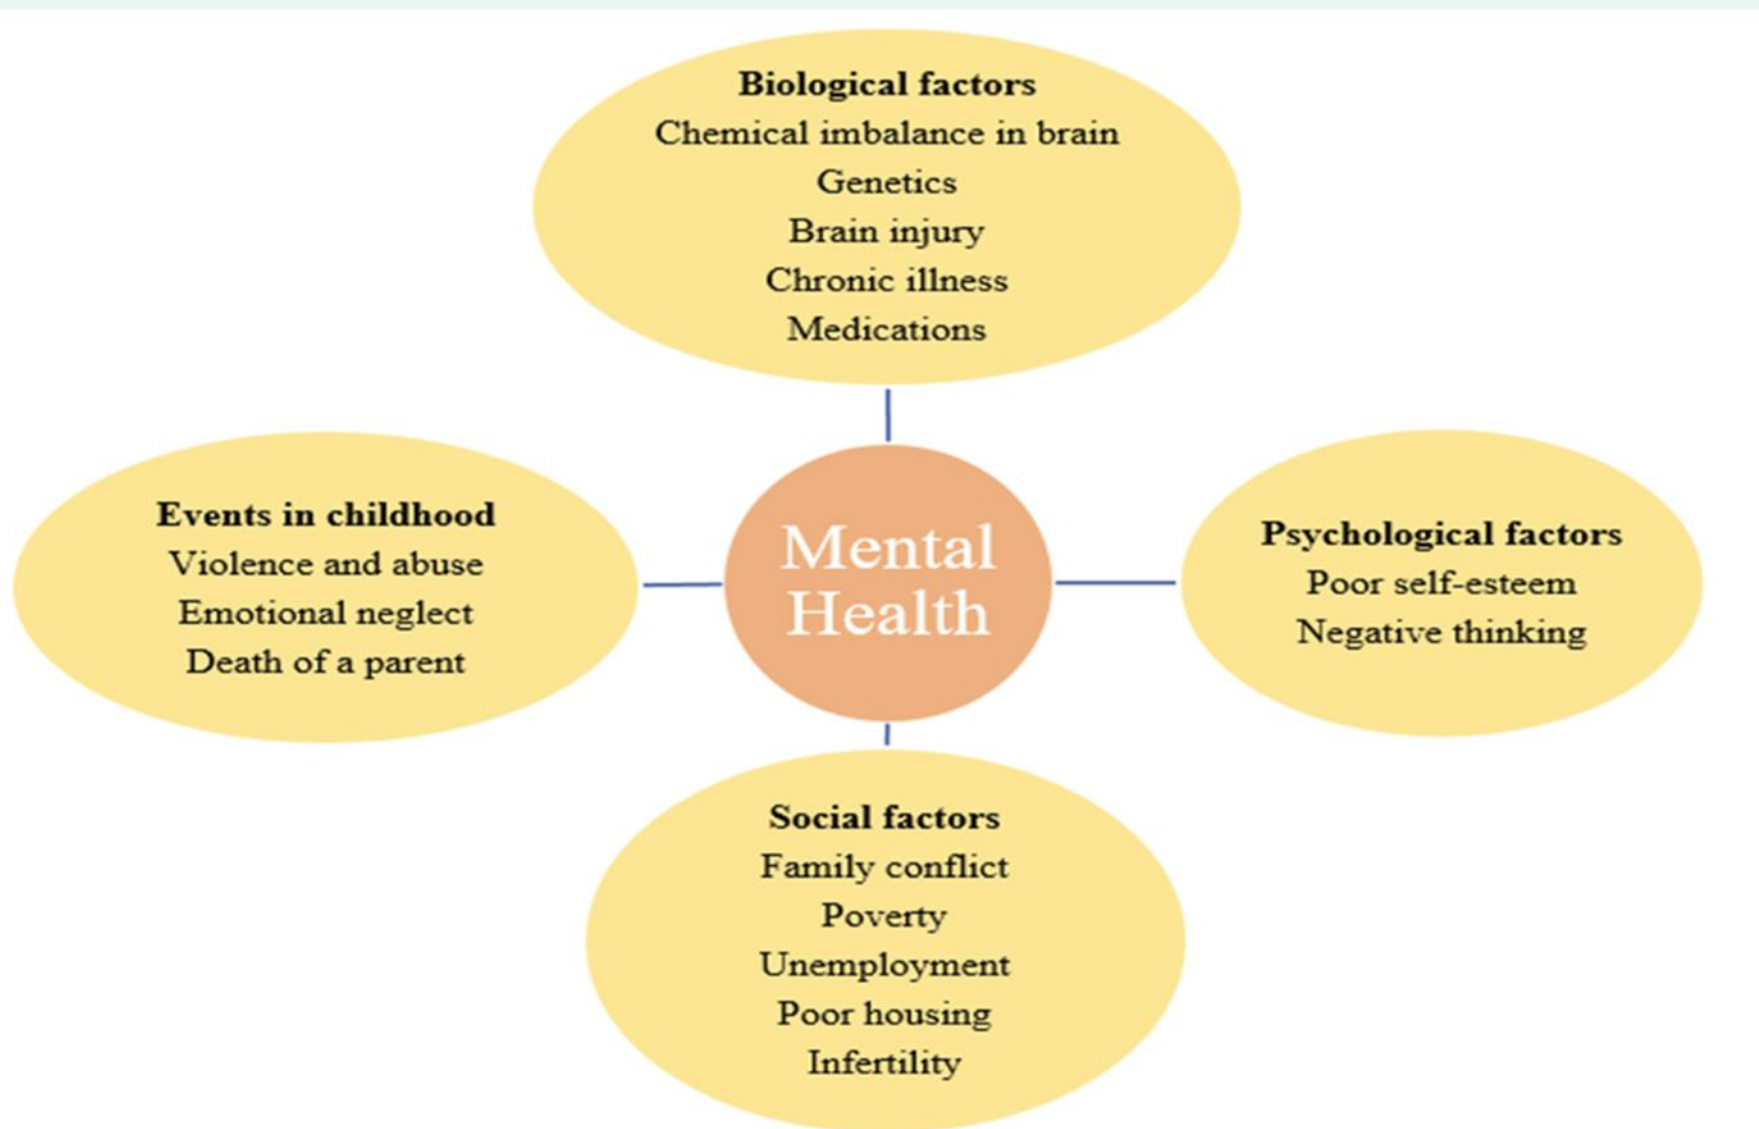 Biological factors
Chemical imbalance in brain
Genetics
Brain injury
Chronic illness
Medications
Events in childhood
Violence and abuse
Emotional neglect
Death of a parent
Mental
Health
Psychological factors
Poor self-esteem
Negative thinking
Social factors
Family conflict
Poverty
Unemployment
Poor housing
Infertility